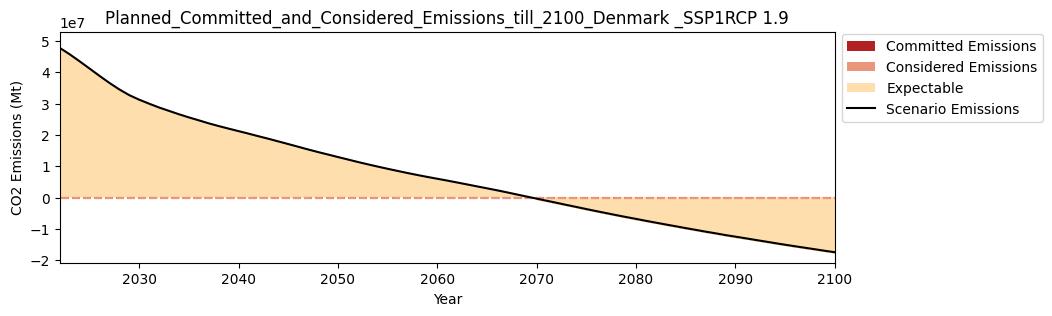 Planned_Committed_and_Considered_Emissions_till_2100_Denmark _SSP1RCP 1.9
1e7
5
4
3
2
1
0
−1
−2
CO2 Emissions (Mt)
2030 2040 2050 2060 2070 2080 2090 2100
Year
Committed Emissions
Considered Emissions
Expectable
Scenario Emissions